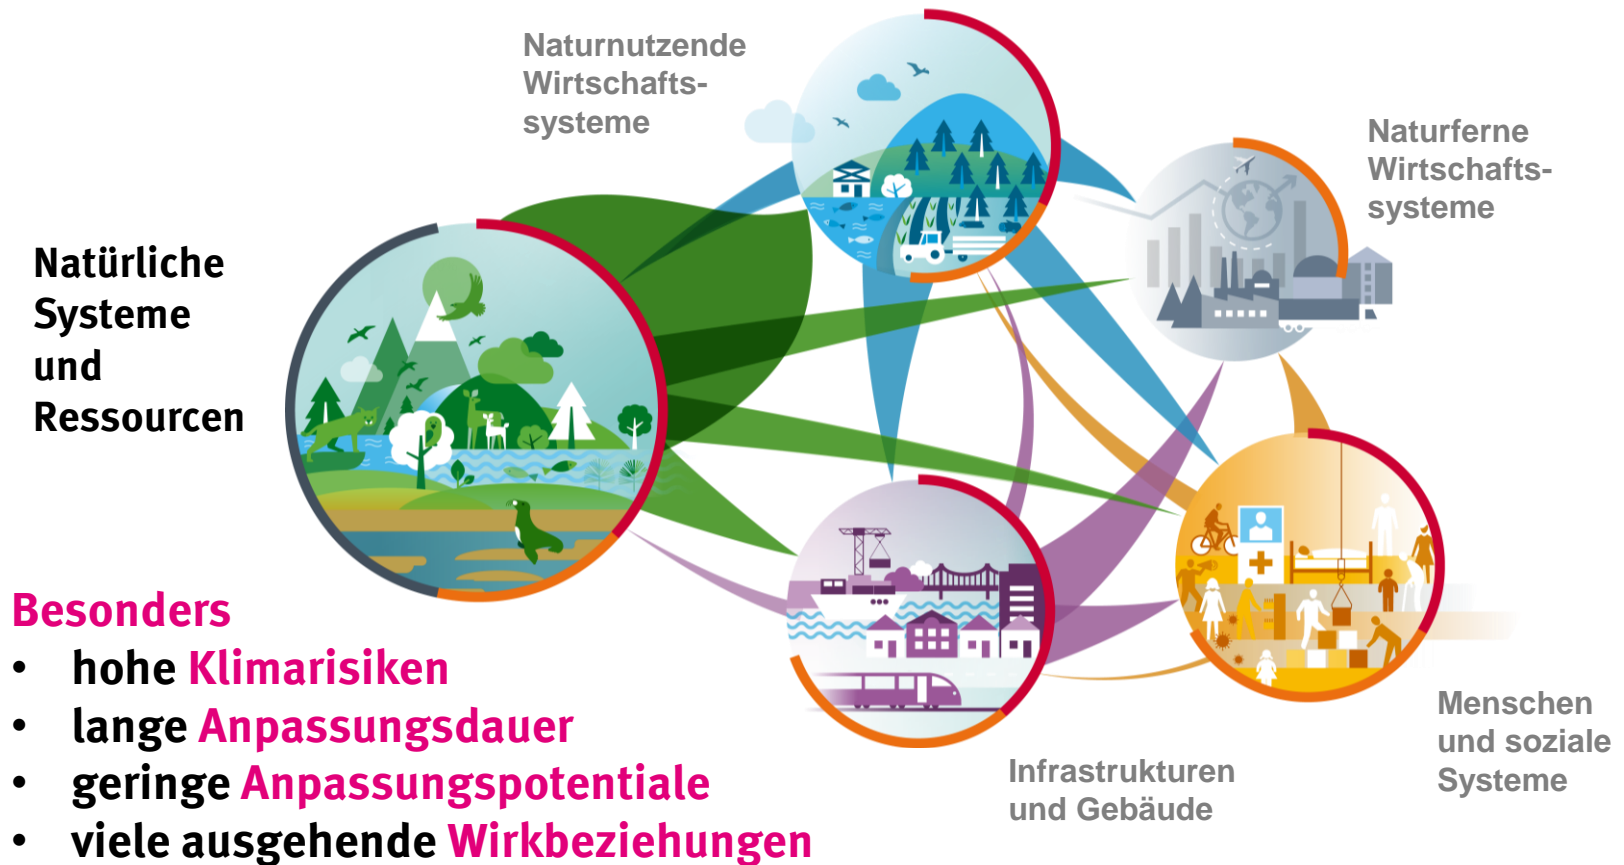 Naturnutzende
Wirtschafts-
systeme
Naturferne
Wirtschafts-
systeme
Natürliche
Systeme
und
Ressourcen
Besonders
• hohe Klimarisiken
• lange Anpassungsdauer
• geringe Anpassungspotentiale
• viele ausgehende Wirkbeziehungen
Infrastrukturen
und Gebäude
Menschen
und soziale
Systeme